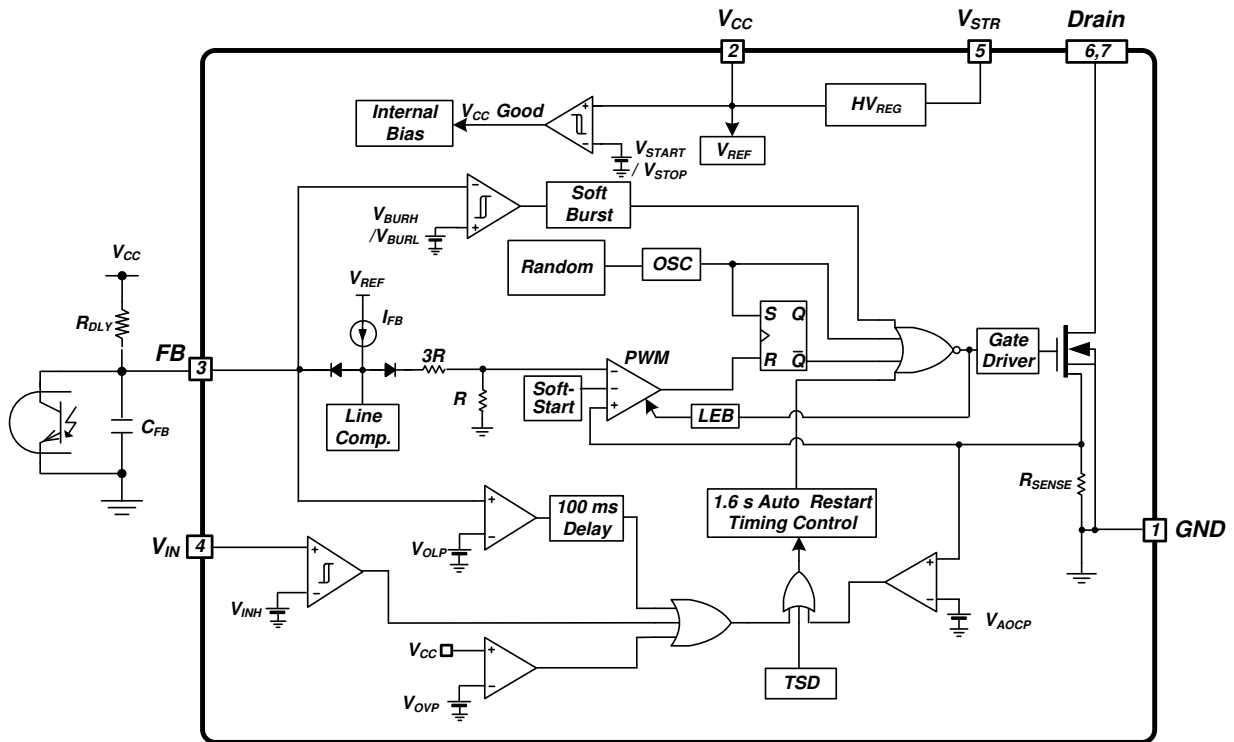 VCC
VSTR
Drain
2
5
6,7
Internal
Bias
VCC Good
+
−
HVREG
VREF
VSTART
/ VSTOP
−
+
Soft
Burst
VBURH
/VBURL
Random
OSC
VCC
RDLY
VREF
IFB
S Q
R Q̅
FB
3
3R
R
PWM
−
−
+
Soft-
Start
Gate
Driver
Line
Comp.
LEB
CFB
RSENSE
1.6 s Auto Restart
Timing Control
+
−
100 ms
Delay
VOLP
VIN
4
1
GND
+
−
VINH
+
−
VAOCP
VCC
+
−
VOVP
TSD